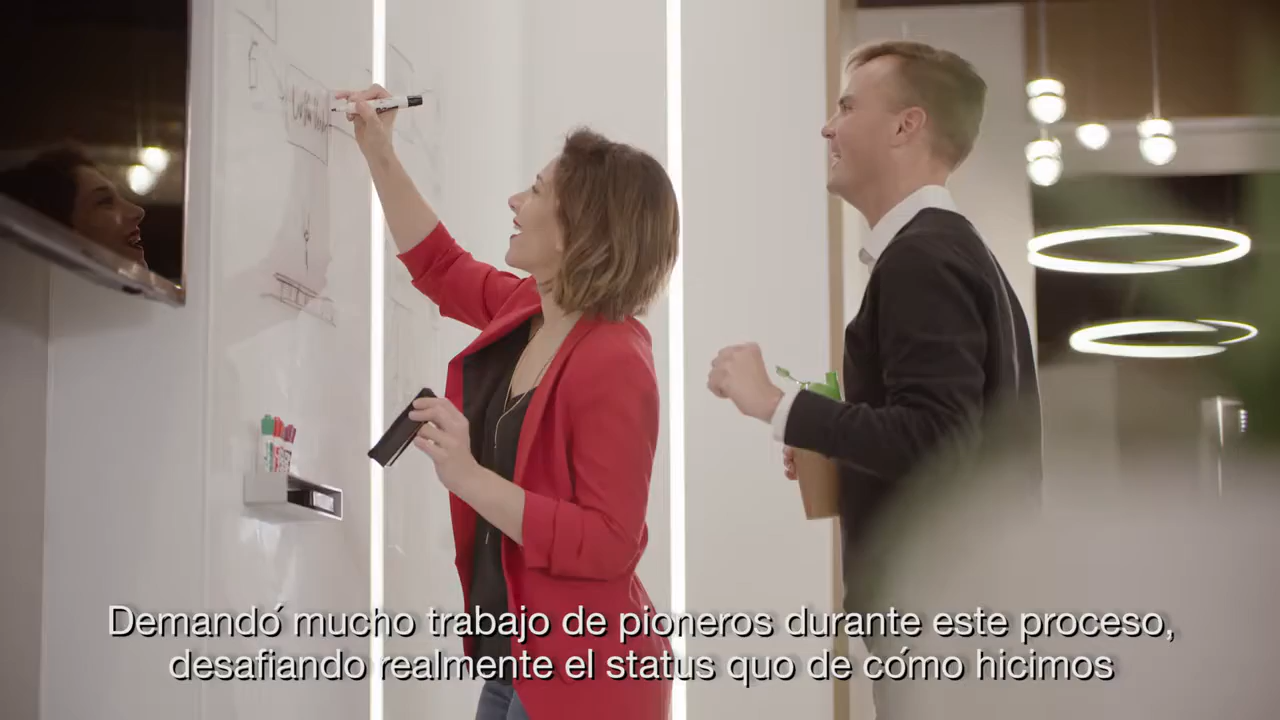 Demandó mucho trabajo de pioneros durante este proceso,
desafiando realmente el status quo de cómo hicimos